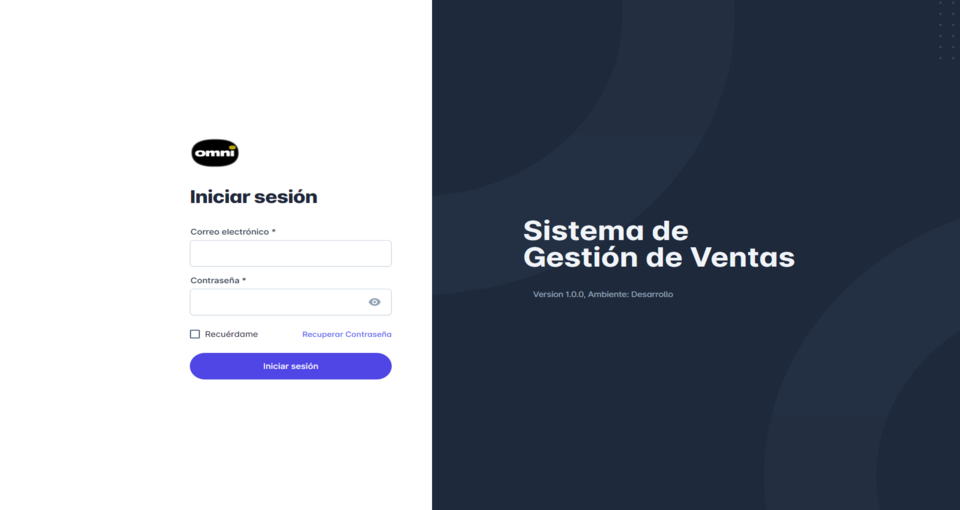 omni
Iniciar sesión
Correo electrónico *
Contraseña *
Recuérdame
Recuperar Contraseña
Iniciar sesión
Sistema de
Gestión de Ventas
Version 1.0.0, Ambiente: Desarrollo